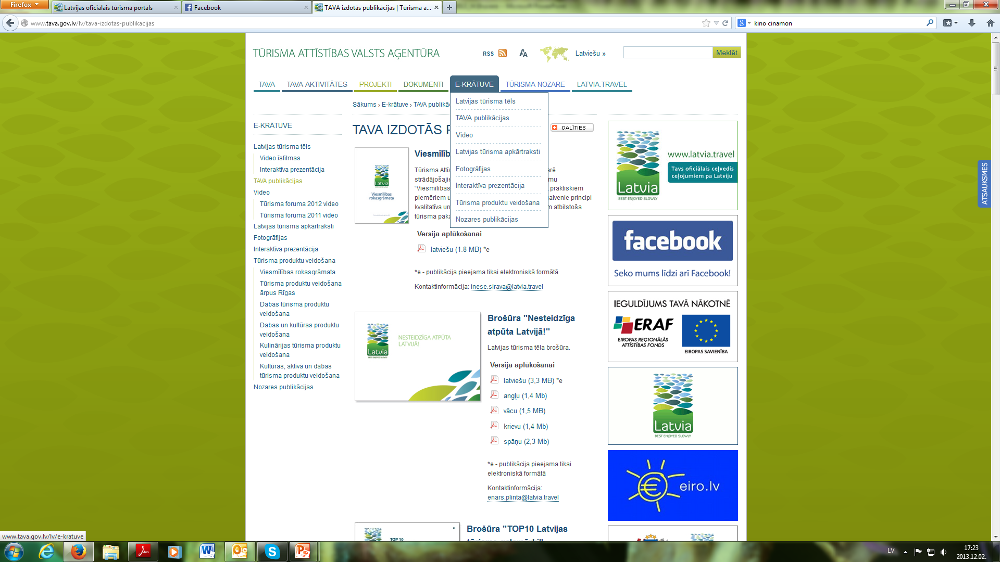 Firefox
Latvijas oficiālais tūrisma portāls
Facebook
TAVA izdotās publikācijas | Tūrisma a...
www.tava.gov.lv/lv/tava-izdotas-publikacijas
kino cinamon
TŪRISMA ATTĪSTĪBAS VALSTS AĢENTŪRA
RSS
Latviešu »
Meklēt
TAVA
TAVA AKTIVITĀTES
PROJEKTI
DOKUMENTI
E-KRĀTUVE
TŪRISMA NOZARE
LATVIA.TRAVEL
Latvijas tūrisma tēls
TAVA publikācijas
Video
Latvijas tūrisma apkārtraksti
Fotogrāfijas
Interaktīva prezentācija
Tūrisma produktu veidošana
Nozares publikācijas
Sākums › E-krātuve › TAVA publikā
E-KRĀTUVE
Latvijas tūrisma tēls
Video īsfilmas
Interaktīva prezentācija
TAVA publikācijas
Video
Tūrisma foruma 2012 video
Tūrisma foruma 2011 video
Latvijas tūrisma apkārtraksti
Fotogrāfijas
Interaktīva prezentācija
Tūrisma produktu veidošana
Viesmīlības rokasgrāmata
Tūrisma produktu veidošana
ārpus Rīgas
Dabas tūrisma produktu
veidošana
Dabas un kultūras produktu
veidošana
Kulinārijas tūrisma produktu
veidošana
Kultūras, aktīvā un dabas
tūrisma produktu veidošana
Nozares publikācijas
TAVA IZDOTĀS
DALĪTIES
Latvia
BEST ENJOYED SLOWLY
Viesmīlības
rokasgrāmata
Viesmīlīb
Tūrisma Attīs arē
strādājošajie mu
“Viesmīlības praktiskiem
piemēriem u alvenie principi
kvalitatīva un m atbilstoša
tūrisma paka
Versija aplūkošanai
latviešu (1.8 MB) *e
*e - publikācija pieejama tikai elektroniskā formātā
Kontaktinformācija: inese.sirava@latvia.travel
Latvia
BEST ENJOYED SLOWLY
NESTEIDZĪGA ATPŪTA
LATVIJĀ!
Brošūra "Nesteidzīga
atpūta Latvijā!"
Latvijas tūrisma tēla brošūra.
Versija aplūkošanai
latviešu (3,3 MB) *e
angļu (1,4 Mb)
vācu (1,5 MB)
krievu (1,4 Mb)
spāņu (2,3 Mb)
*e - publikācija pieejama tikai
elektroniskā formātā
Kontaktinformācija:
enars.plinta@latvia.travel
TOP 10
Brošūra "TOP10 Latvijas
Latvia
BEST ENJOYED SLOWLY
www.latvia.travel
Tavs oficiālais ceļvedis
ceļojumiem pa Latviju
facebook
Seko mums līdzi arī Facebook!
IEGULDĪJUMS TAVĀ NĀKOTNĒ
ERAF
EIROPAS REĢIONĀLĀS
ATTĪSTĪBAS FONDS
EIROPAS SAVIENĪBA
Latvia
BEST ENJOYED SLOWLY
eiro.lv
ATSAUKSMES
www.tava.gov.lv/lv/e-kratuve
LV
17:23
2013.12.02.